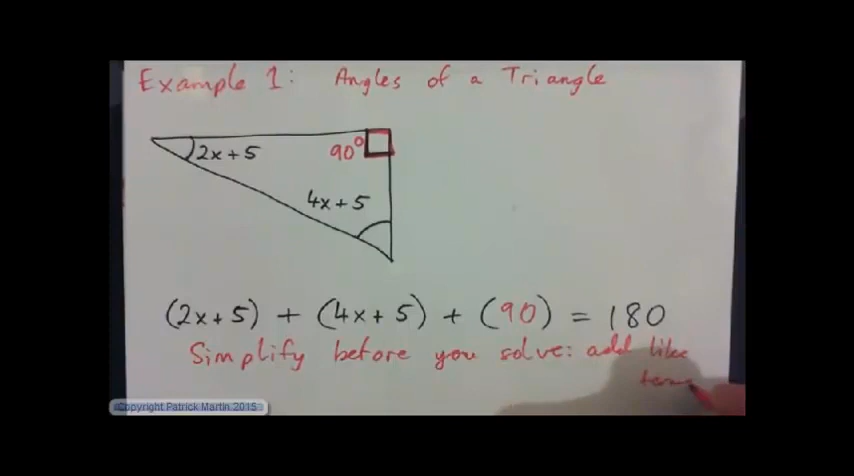 Example 1: Angles of a Triangle
2x+5
90°
4x+5
(2x+5) + (4x+5) + (90) = 180
Simplify before you solve: add like
terms
Copyright Patrick Martin 2015